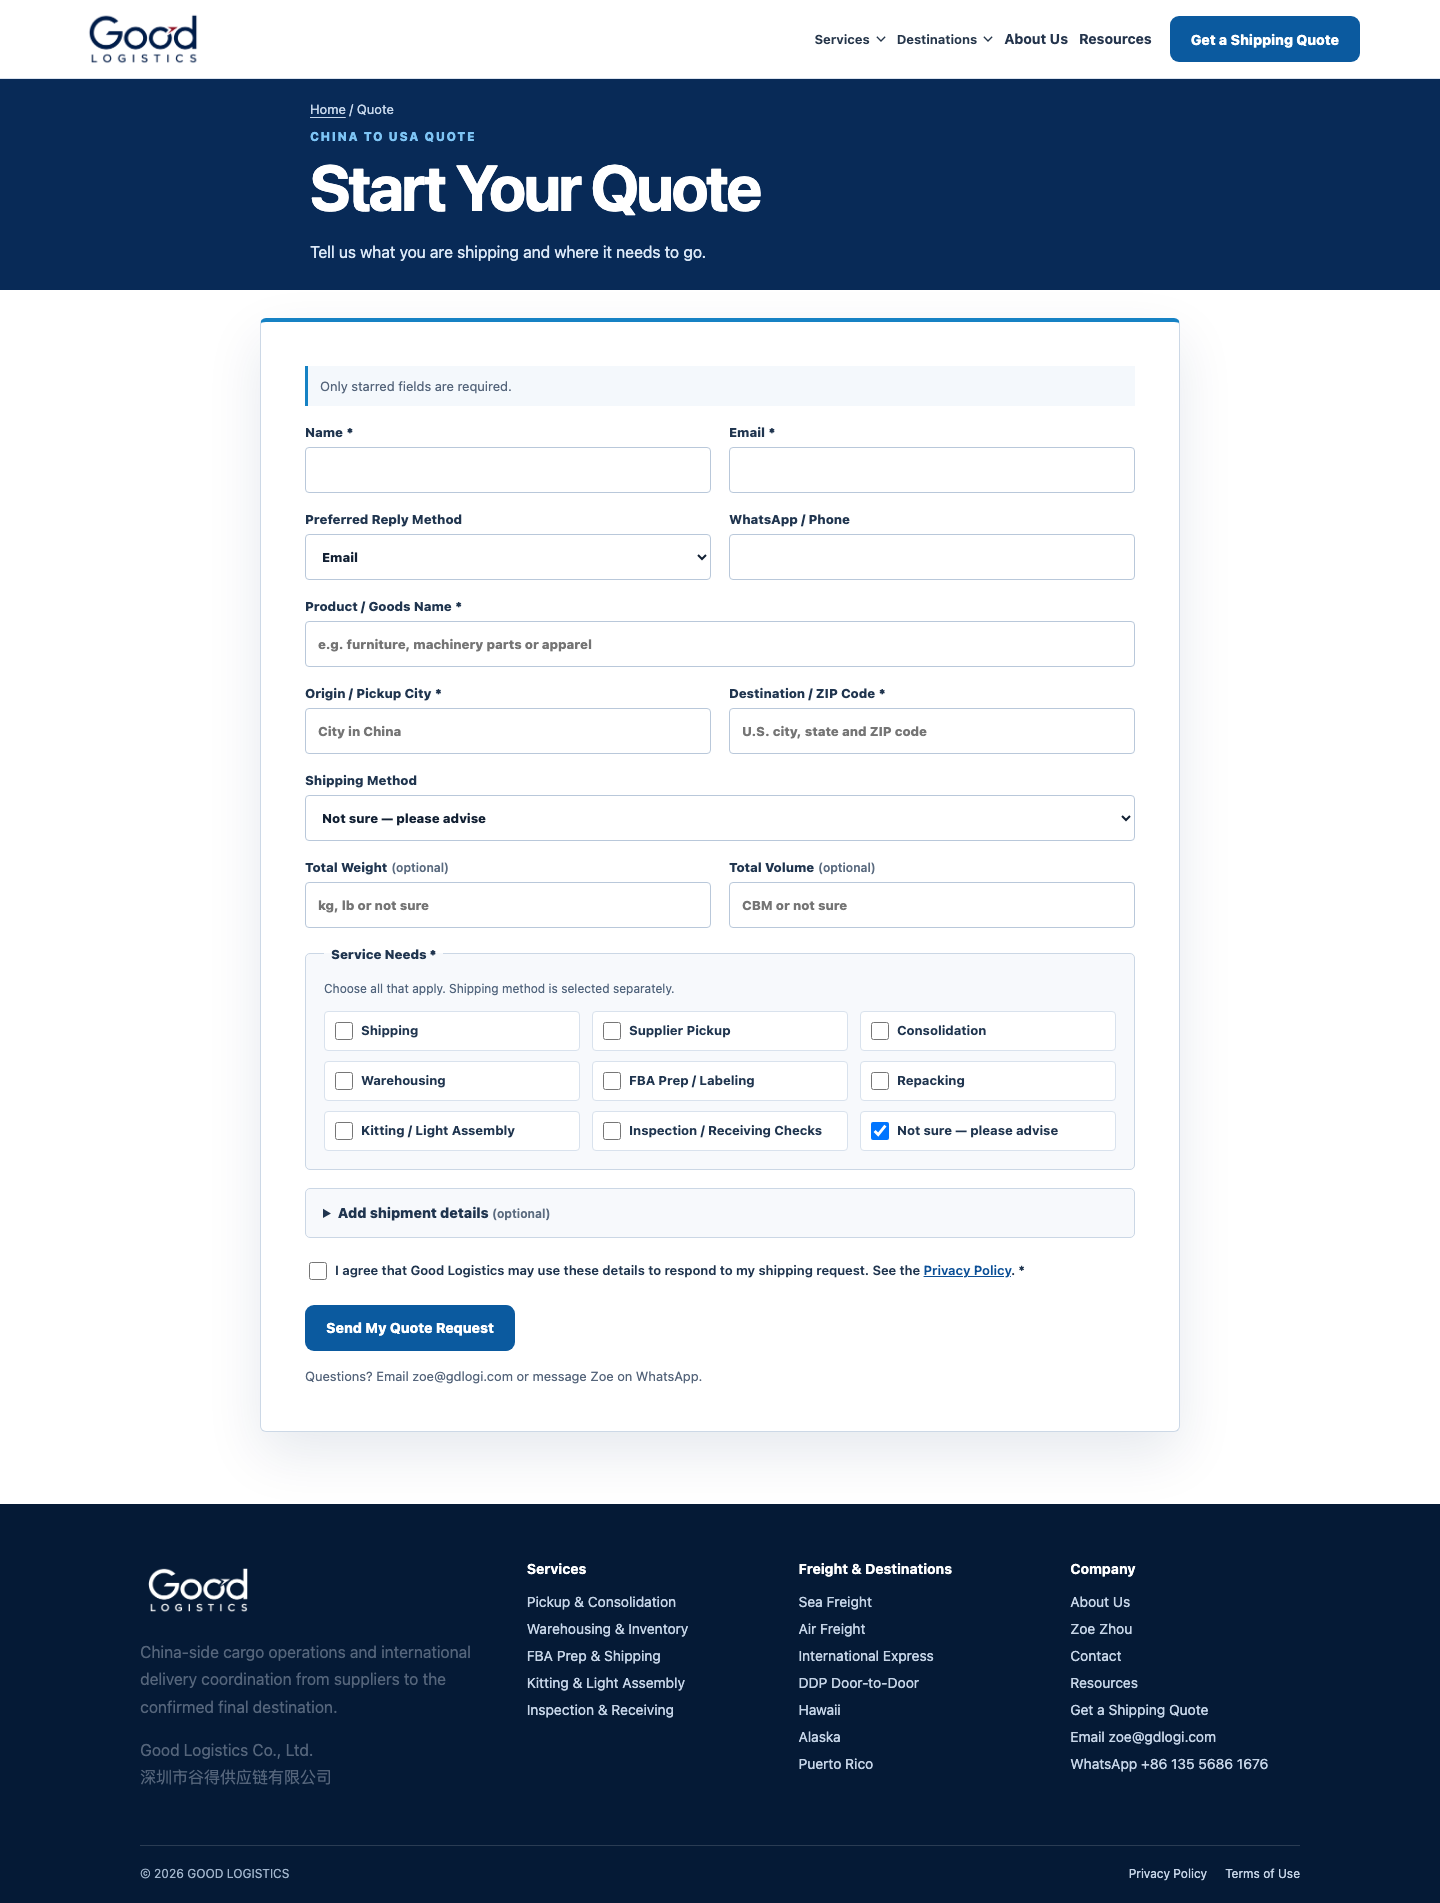 Good
LOGISTICS
Services
Destinations
About Us
Resources
Get a Shipping Quote
Home / Quote
CHINA TO USA QUOTE
Start Your Quote
Tell us what you are shipping and where it needs to go.
Only starred fields are required.
Name *
Email *
Preferred Reply Method
WhatsApp / Phone
Email
Product / Goods Name *
e.g. furniture, machinery parts or apparel
Origin / Pickup City *
Destination / ZIP Code *
City in China
U.S. city, state and ZIP code
Shipping Method
Not sure — please advise
Total Weight (optional)
Total Volume (optional)
kg, lb or not sure
CBM or not sure
Service Needs *
Choose all that apply. Shipping method is selected separately.
Shipping
Supplier Pickup
Consolidation
Warehousing
FBA Prep / Labeling
Repacking
Kitting / Light Assembly
Inspection / Receiving Checks
Not sure — please advise
Add shipment details (optional)
I agree that Good Logistics may use these details to respond to my shipping request. See the Privacy Policy. *
Send My Quote Request
Questions? Email zoe@gdlogi.com or message Zoe on WhatsApp.
Good
LOGISTICS
China-side cargo operations and international
delivery coordination from suppliers to the
confirmed final destination.
Good Logistics Co., Ltd.
深圳市谷得供应链有限公司
Services
Pickup & Consolidation
Warehousing & Inventory
FBA Prep & Shipping
Kitting & Light Assembly
Inspection & Receiving
Freight & Destinations
Sea Freight
Air Freight
International Express
DDP Door-to-Door
Hawaii
Alaska
Puerto Rico
Company
About Us
Zoe Zhou
Contact
Resources
Get a Shipping Quote
Email zoe@gdlogi.com
WhatsApp +86 135 5686 1676
© 2026 GOOD LOGISTICS
Privacy Policy
Terms of Use